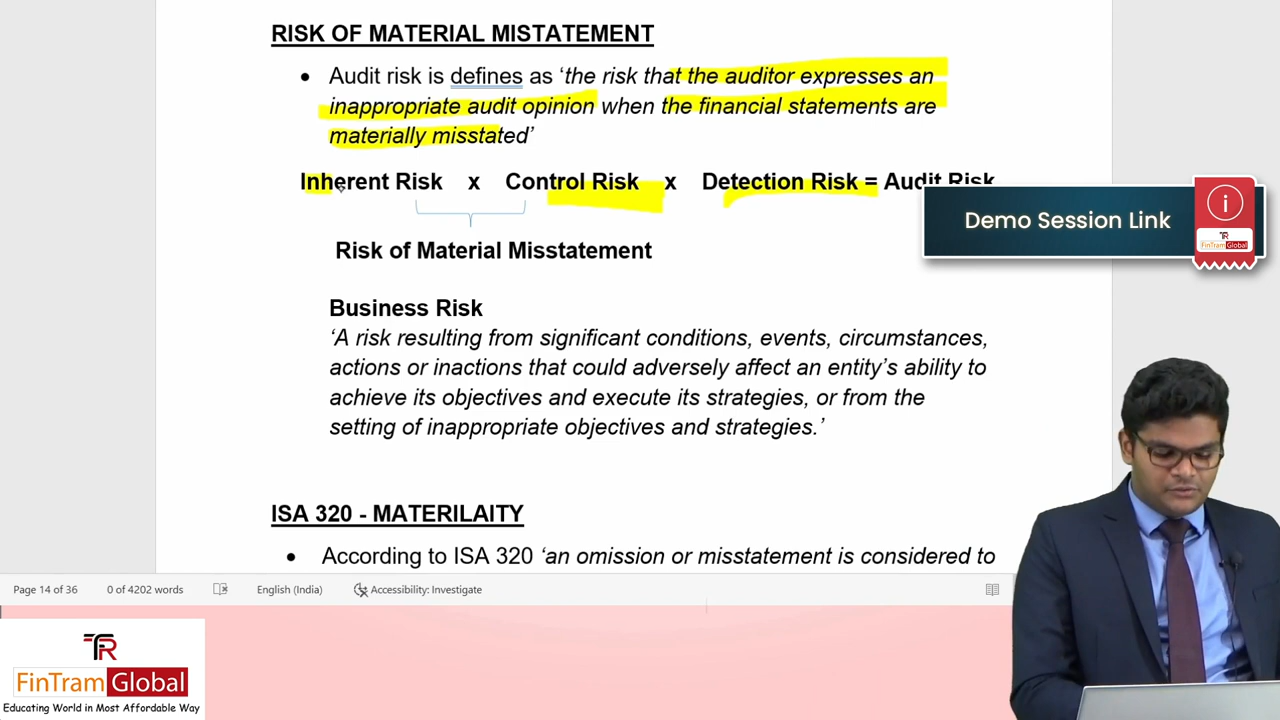 RISK OF MATERIAL MISTATEMENT
• Audit risk is defines as ‘the risk that the auditor expresses an
inappropriate audit opinion when the financial statements are
materially misstated’
Inherent Risk x Control Risk x Detection Risk = Audit Risk
Demo Session Link
i
TR
FinTram Global
Risk of Material Misstatement
Business Risk
‘A risk resulting from significant conditions, events, circumstances,
actions or inactions that could adversely affect an entity’s ability to
achieve its objectives and execute its strategies, or from the
setting of inappropriate objectives and strategies.’
ISA 320 - MATERILAITY
• According to ISA 320 ‘an omission or misstatement is considered to
Page 14 of 36 0 of 4202 words English (India) Accessibility: Investigate
TR
FinTram Global
Educating World in Most Affordable Way